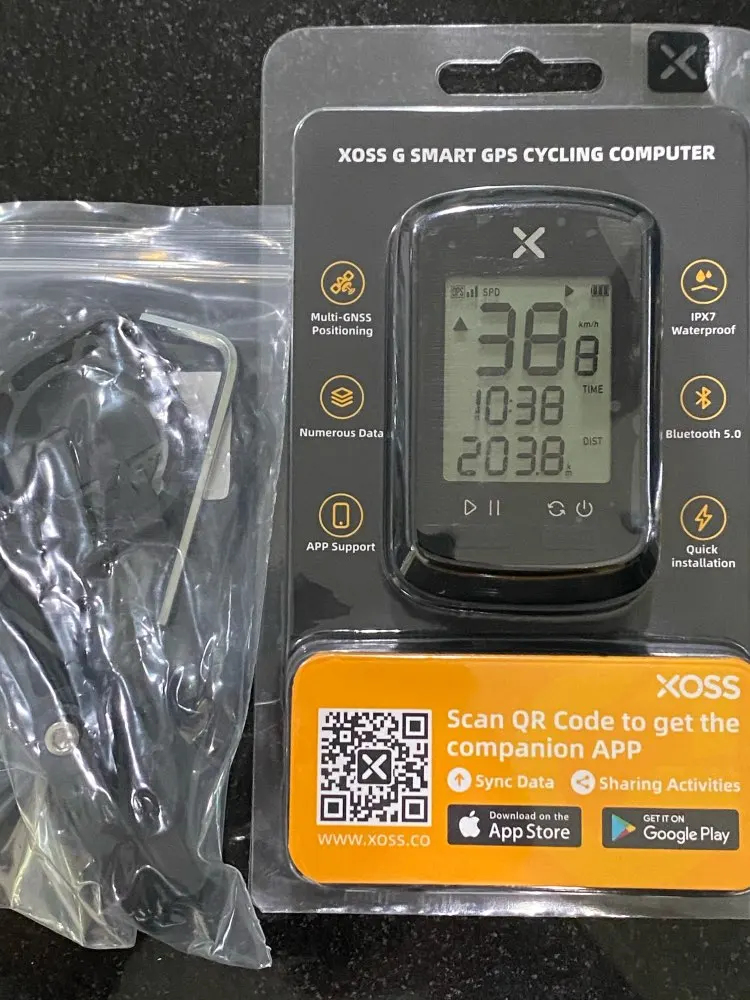 XOSS G SMART GPS CYCLING COMPUTER
Multi-GNSS
Positioning
Numerous Data
APP Support
GPS SPD
38 8
km/h
TIME
10:38
DIST
203.8
IPX7
Waterproof
Bluetooth 5.0
Quick
installation
XOSS
Scan QR Code to get the
companion APP
Sync Data Sharing Activities
WWW.XOSS.CO
Download on the
App Store
GET IT ON
Google Play